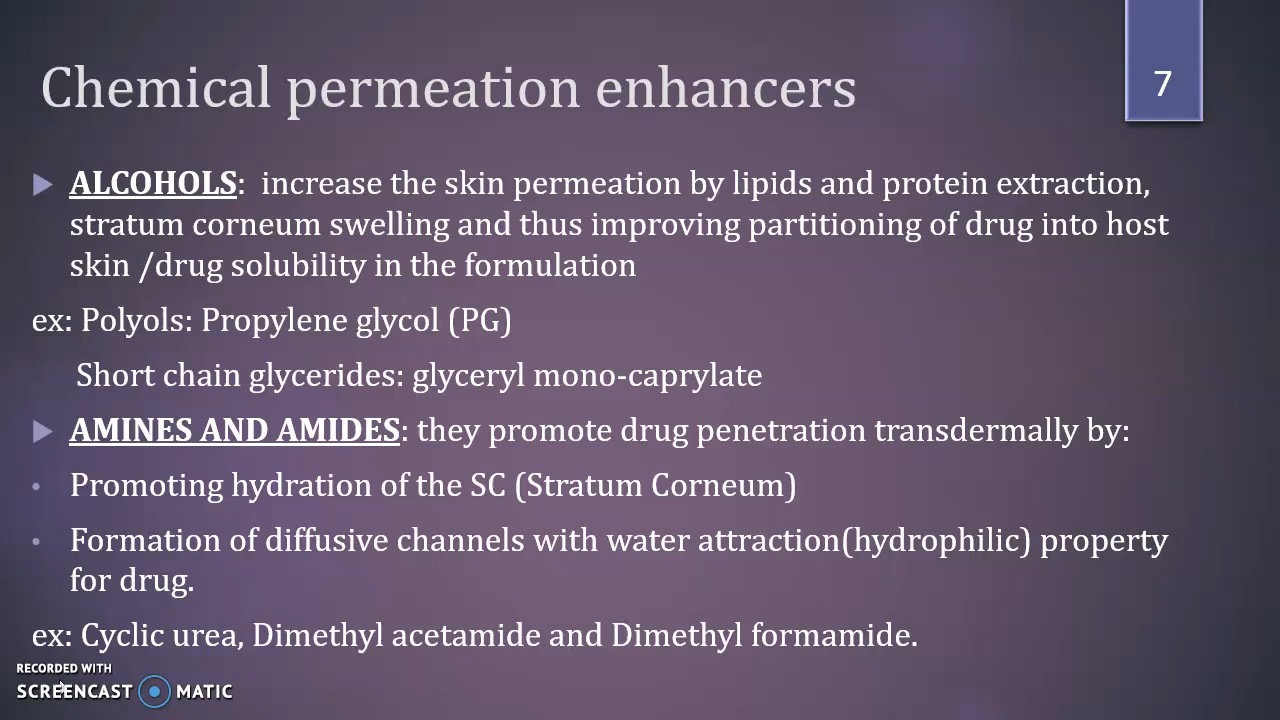 Chemical permeation enhancers
7
ALCOHOLS:  increase the skin permeation by lipids and protein extraction,
stratum corneum swelling and thus improving partitioning of drug into host
skin /drug solubility in the formulation
ex: Polyols: Propylene glycol (PG)
Short chain glycerides: glyceryl mono-caprylate
AMINES AND AMIDES: they promote drug penetration transdermally by:
Promoting hydration of the SC (Stratum Corneum)
Formation of diffusive channels with water attraction(hydrophilic) property
for drug.
ex: Cyclic urea, Dimethyl acetamide and Dimethyl formamide.
RECORDED WITH
SCREENCAST MATIC